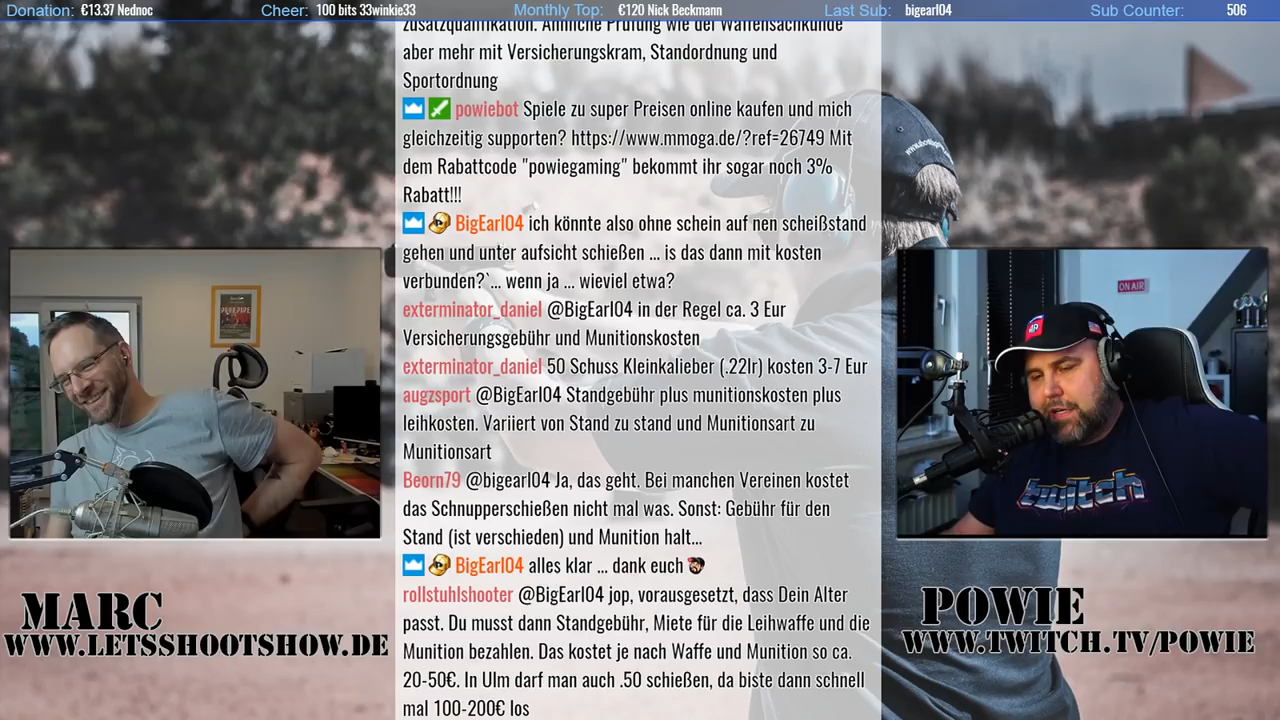 Donation: €13.37 Nednoc Cheer: 100 bits 33winkie33 Monthly Top: €120 Nick Beckmann Last Sub: bigearl04 Sub Counter: 506
zusatzqualifikation. Ähnliche Prüfung wie der Waffensachkunde
aber mehr mit Versicherungskram, Standordnung und
Sportordnung
powiebot Spiele zu super Preisen online kaufen und mich
gleichzeitig supporten? https://www.mmoga.de/?ref=26749 Mit
dem Rabattcode "powiegaming" bekommt ihr sogar noch 3%
Rabatt!!!
BigEarl04 ich könnte also ohne schein auf nen scheißstand
gehen und unter aufsicht schießen ... is das dann mit kosten
verbunden?`... wenn ja ... wieviel etwa?
exterminator_daniel @BigEarl04 in der Regel ca. 3 Eur
Versicherungsgebühr und Munitionskosten
exterminator_daniel 50 Schuss Kleinkalieber (.22lr) kosten 3-7 Eur
augzsport @BigEarl04 Standgebühr plus munitionskosten plus
leihkosten. Variiert von Stand zu stand und Munitionsart zu
Munitionsart
Beorn79 @bigearl04 Ja, das geht. Bei manchen Vereinen kostet
das Schnupperschießen nicht mal was. Sonst: Gebühr für den
Stand (ist verschieden) und Munition halt...
BigEarl04 alles klar ... dank euch
rollstuhlshooter @BigEarl04 jop, vorausgesetzt, dass Dein Alter
passt. Du musst dann Standgebühr, Miete für die Leihwaffe und die
Munition bezahlen. Das kostet je nach Waffe und Munition so ca.
20-50€. In Ulm darf man auch .50 schießen, da biste dann schnell
mal 100-200€ los
MARC
WWW.LETSSHOOTSHOW.DE
ON AIR
twitch
POWIE
WWW.TWITCH.TV/POWIE